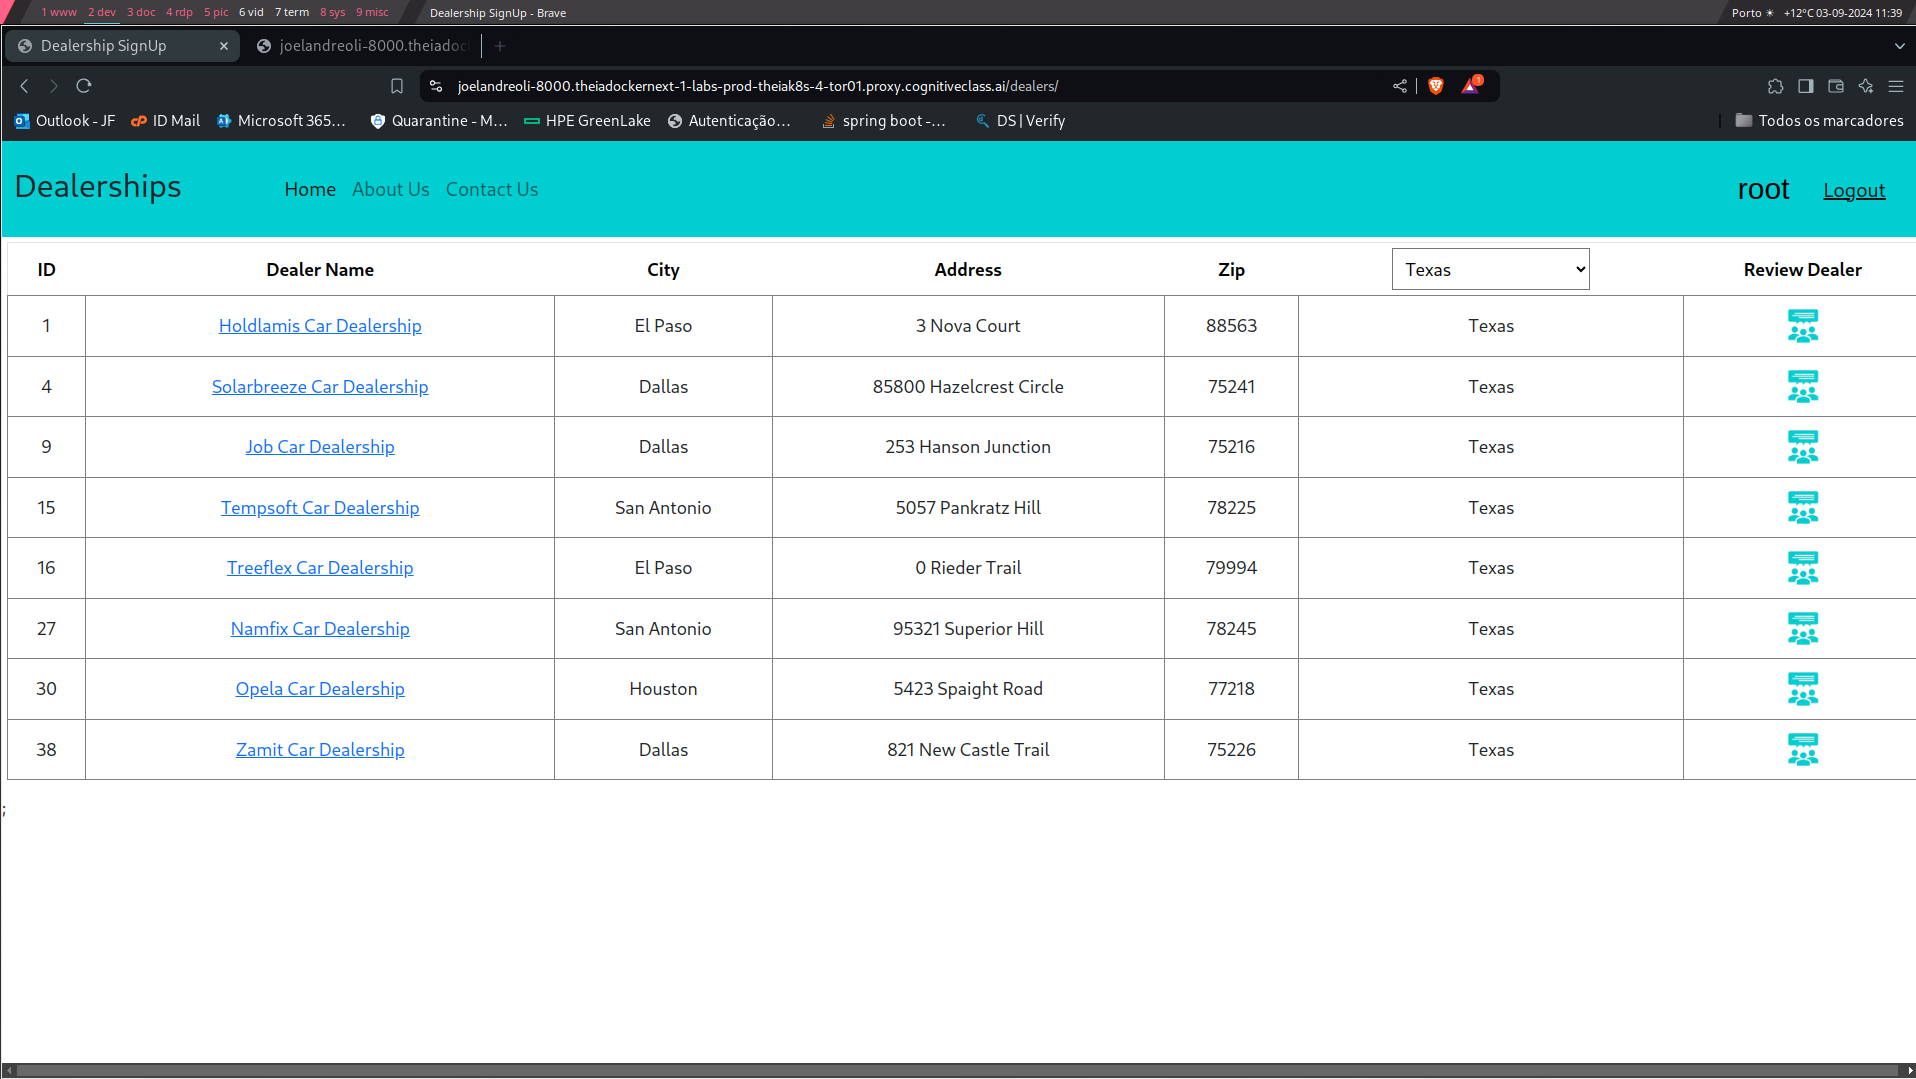 1 www 2 dev 3 doc 4 rdp 5 pic 6 vid 7 term 8 sys 9 misc Dealership SignUp - Brave Porto +12°C 03-09-2024 11:39
Dealership SignUp joelandreoli-8000.theiadoc
joelandreoli-8000.theiadockernext-1-labs-prod-theiak8s-4-tor01.proxy.cognitiveclass.ai/dealers/ 1
Outlook - JF ID Mail Microsoft 365... Quarantine - M... HPE GreenLake Autenticação... spring boot -... DS | Verify Todos os marcadores
Dealerships Home About Us Contact Us root Logout
ID Dealer Name City Address Zip Texas Review Dealer
1 Holdlamis Car Dealership El Paso 3 Nova Court 88563 Texas
4 Solarbreeze Car Dealership Dallas 85800 Hazelcrest Circle 75241 Texas
9 Job Car Dealership Dallas 253 Hanson Junction 75216 Texas
15 Tempsoft Car Dealership San Antonio 5057 Pankratz Hill 78225 Texas
16 Treeflex Car Dealership El Paso 0 Rieder Trail 79994 Texas
27 Namfix Car Dealership San Antonio 95321 Superior Hill 78245 Texas
30 Opela Car Dealership Houston 5423 Spaight Road 77218 Texas
38 Zamit Car Dealership Dallas 821 New Castle Trail 75226 Texas
;